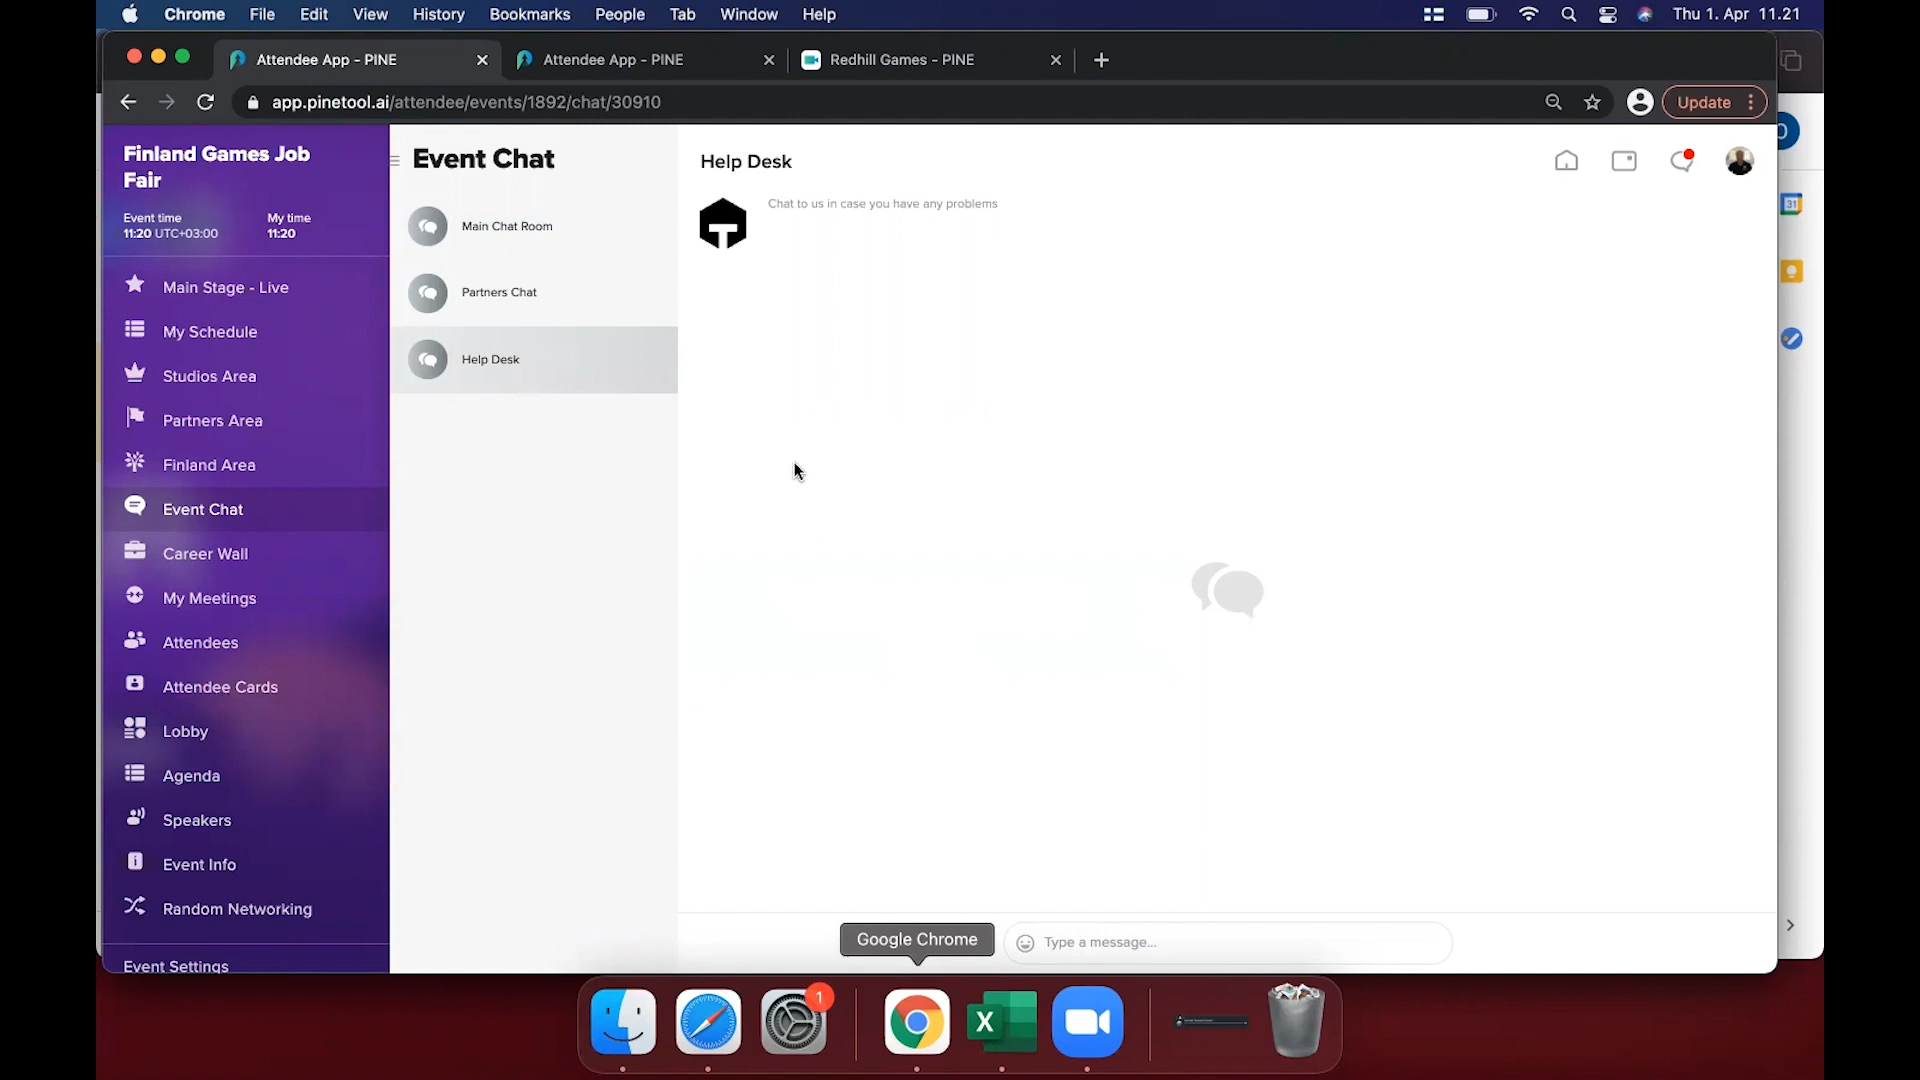 Chrome File Edit View History Bookmarks People Tab Window Help Thu 1. Apr 11.21
Attendee App - PINE Attendee App - PINE Redhill Games - PINE
app.pinetool.ai/attendee/events/1892/chat/30910 Update
Finland Games Job
Fair
Event time My time
11:20 UTC+03:00 11:20
Main Stage - Live
My Schedule
Studios Area
Partners Area
Finland Area
Event Chat
Career Wall
My Meetings
Attendees
Attendee Cards
Lobby
Agenda
Speakers
Event Info
Random Networking
Event Settings
Event Chat
Main Chat Room
Partners Chat
Help Desk
Help Desk
Chat to us in case you have any problems
31
Google Chrome
Type a message...
1
X